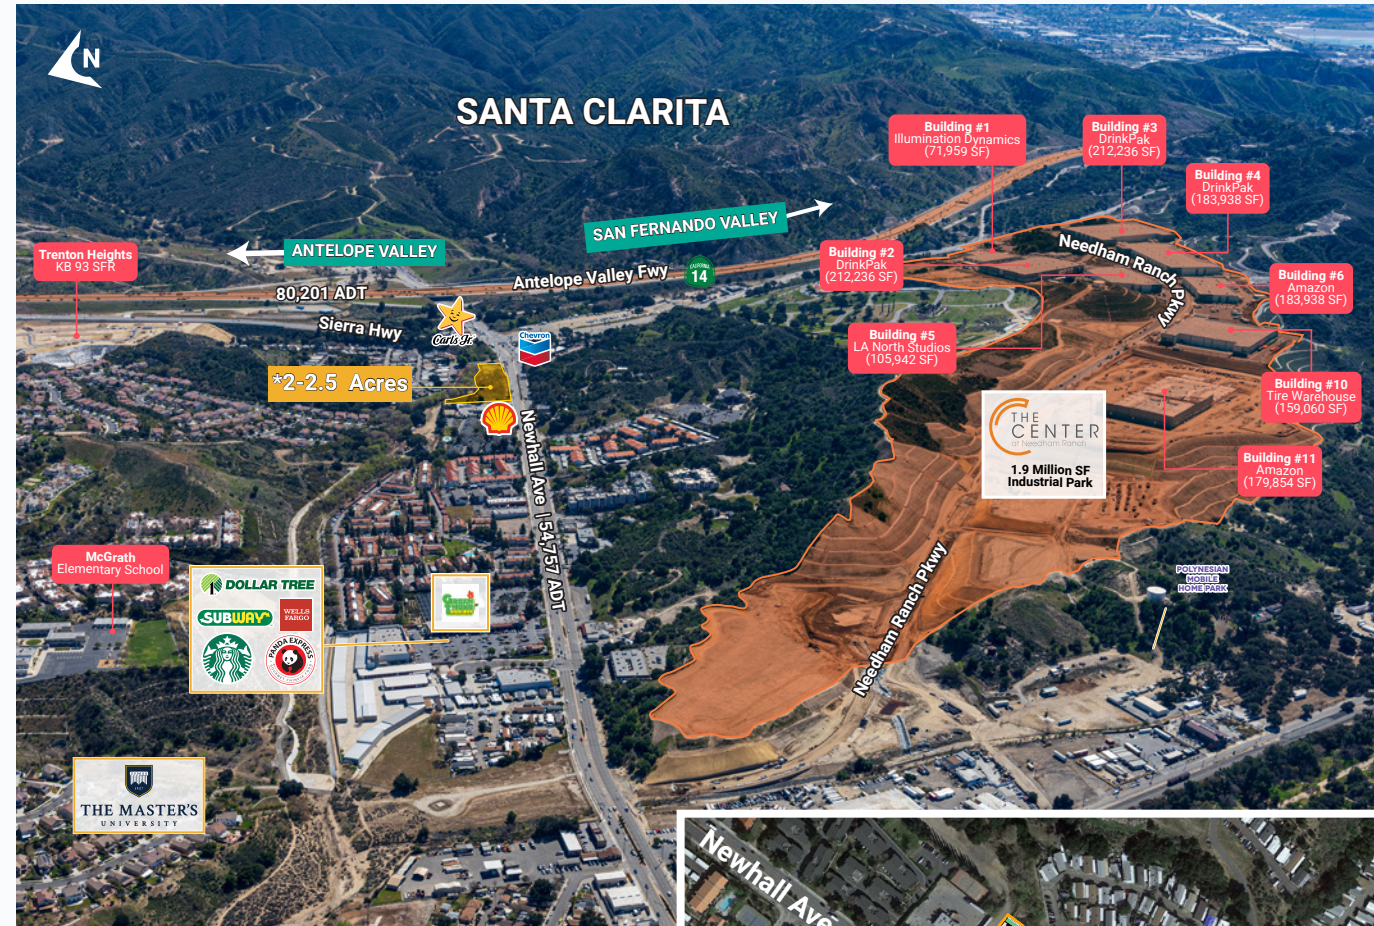 N
SANTA CLARITA
Building #1
Illumination Dynamics
(71,959 SF)
Building #3
DrinkPak
(212,236 SF)
Building #4
DrinkPak
(183,938 SF)
SAN FERNANDO VALLEY
ANTELOPE VALLEY
Trenton Heights
KB 93 SFR
Building #2
DrinkPak
(212,236 SF)
Needham Ranch Pkwy
Building #6
Amazon
(183,938 SF)
Antelope Valley Fwy
CALIFORNIA
14
80,201 ADT
Sierra Hwy
Carl's Jr.
Chevron
Building #5
LA North Studios
(105,942 SF)
*2-2.5 Acres
Building #10
Tire Warehouse
(159,060 SF)
THE
CENTER
at Needham Ranch
1.9 Million SF
Industrial Park
Building #11
Amazon
(179,854 SF)
Newhall Ave | 54,757 ADT
McGrath
Elementary School
DOLLAR TREE
SUBWAY
WELLS
FARGO
PANDA EXPRESS
Needham Ranch Pkwy
POLYNESIAN
MOBILE
HOME PARK
THE MASTER'S
UNIVERSITY
Newhall Ave